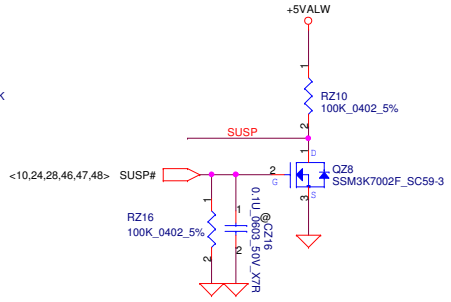 +5VALW
K
1
RZ10
100K_0402_5%
2
SUSP
1
D
<10,24,28,46,47,48> SUSP#
2
G
QZ8
SSM3K7002F_SC59-3
3
S
RZ16
100K_0402_5%
1
2
1
2
@CZ16
0.1U_0603_50V_X7R